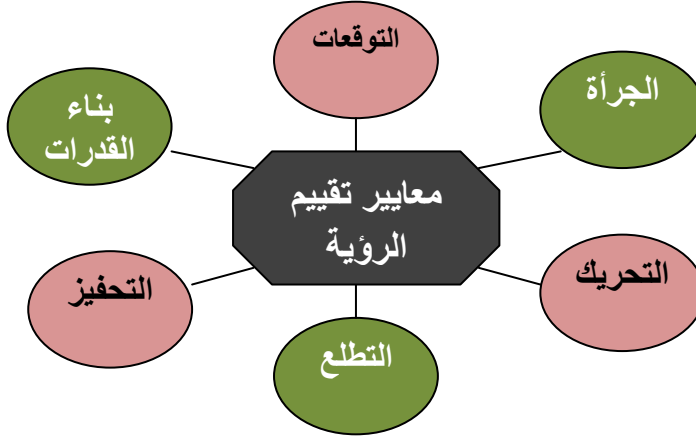 التوقعات
الجرأة
بناء
القدرات
معايير تقييم
الرؤية
التحريك
التحفيز
التطلع